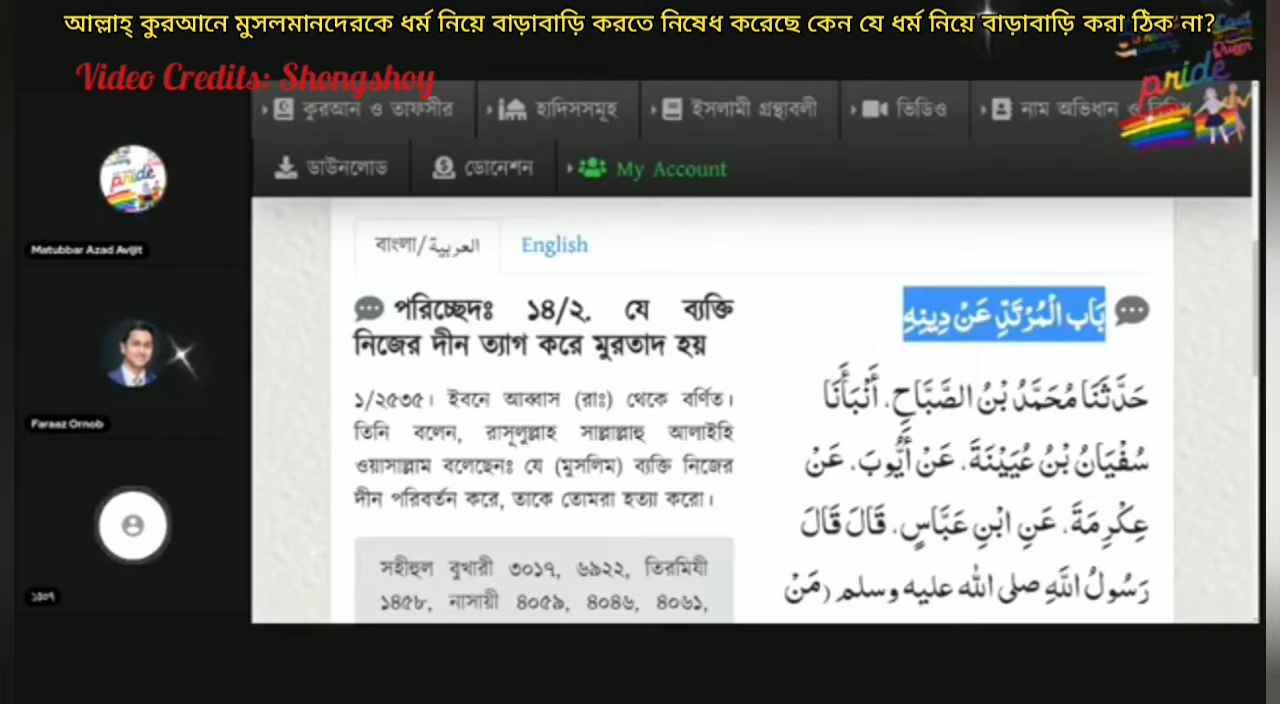 আল্লাহ্ কুরআনে মুসলমানদেরকে ধর্ম নিয়ে বাড়াবাড়ি করতে নিষেধ করেছে কেন যে ধর্ম নিয়ে বাড়াবাড়ি করা ঠিক না?
Video Credits: Shongshoy
pride
কুরআন ও তাফসীর
হাদিসসমূহ
ইসলামী গ্রন্থাবলী
ভিডিও
নাম অভিধান ও
ডাউনলোড
ডোনেশন
My Account
pride
Matubbar Azad Avijit
Faraaz Ornob
১৫০৭
বাংলা/العربية
English
পরিচ্ছেদঃ ১৪/২. যে ব্যক্তি
নিজের দীন ত্যাগ করে মুরতাদ হয়
১/২৫৩৫। ইবনে আব্বাস (রাঃ) থেকে বর্ণিত।
তিনি বলেন, রাসূলুল্লাহ সাল্লাল্লাহু আলাইহি
ওয়াসাল্লাম বলেছেনঃ যে (মুসলিম) ব্যক্তি নিজের
দীন পরিবর্তন করে, তাকে তোমরা হত্যা করো।
সহীহুল বুখারী ৩০১৭, ৬৯২২, তিরমিযী
১৪৫৮, নাসায়ী ৪০৫৯, ৪০৪৬, ৪০৬১,
بَاب الْمُرْتَدِّ عَنْ دِينِهِ
حَدَّثَنَا مُحَمَّدُ بْنُ الصَّبَّاحِ، أَنْبَأَنَا
سُفْيَانُ بْنُ عُيَيْنَةَ، عَنْ أَيُّوبَ، عَنْ
عِكْرِمَةَ، عَنِ ابْنِ عَبَّاسٍ، قَالَ قَالَ
رَسُولُ اللَّهِ صلى الله عليه وسلم ‏(‏مَنْ